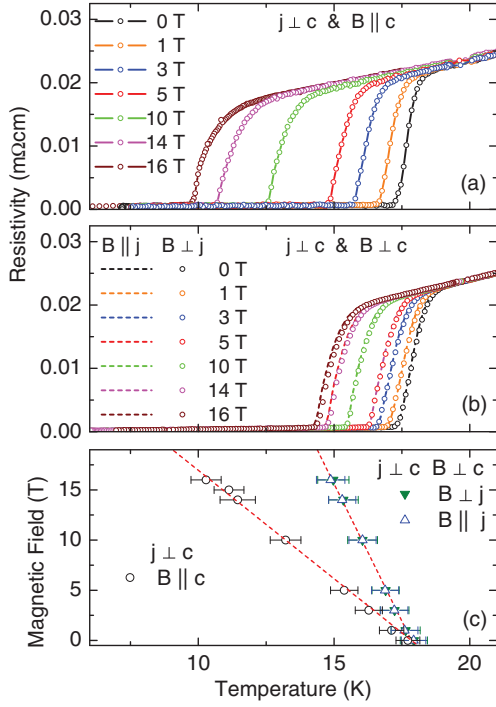 0 T
1 T
3 T
5 T
10 T
14 T
16 T
j ⊥ c & B || c
(a)
0.03
0.02
0.01
0.00
Resistivity (mΩcm)
B || j B ⊥ j j ⊥ c & B ⊥ c
0 T
1 T
3 T
5 T
10 T
14 T
16 T
(b)
0.03
0.02
0.01
0.00
Magnetic Field (T)
15
10
5
0
j ⊥ c B ⊥ c
B ⊥ j
B || j
j ⊥ c
B || c
(c)
10 15 20
Temperature (K)